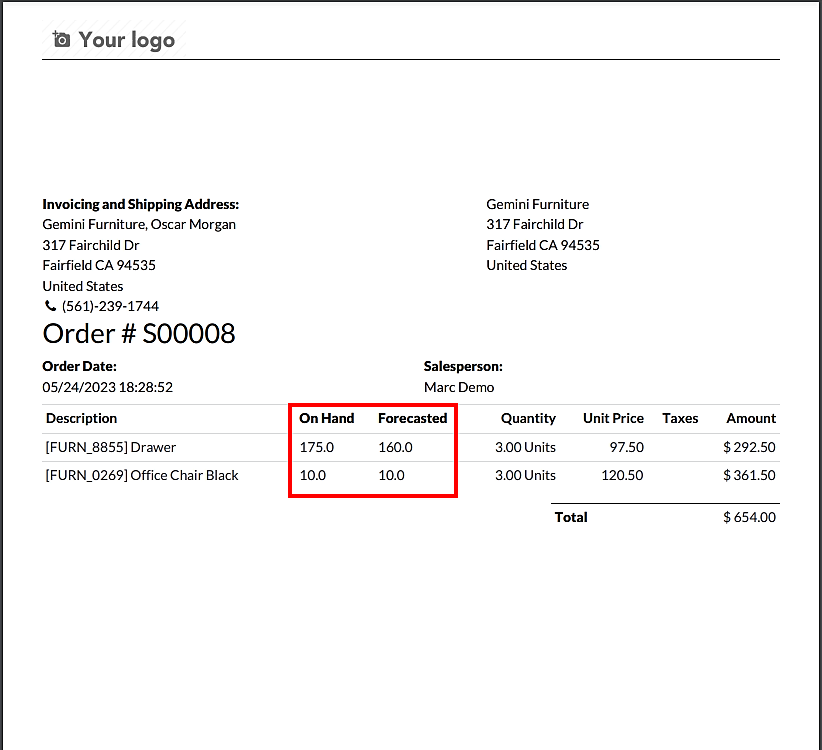 Your logo
Invoicing and Shipping Address:
Gemini Furniture, Oscar Morgan
317 Fairchild Dr
Fairfield CA 94535
United States
(561)-239-1744
Gemini Furniture
317 Fairchild Dr
Fairfield CA 94535
United States
Order # S00008
Order Date:
05/24/2023 18:28:52
Salesperson:
Marc Demo
Description On Hand Forecasted Quantity Unit Price Taxes Amount
[FURN_8855] Drawer 175.0 160.0 3.00 Units 97.50 $ 292.50
[FURN_0269] Office Chair Black 10.0 10.0 3.00 Units 120.50 $ 361.50
Total $ 654.00